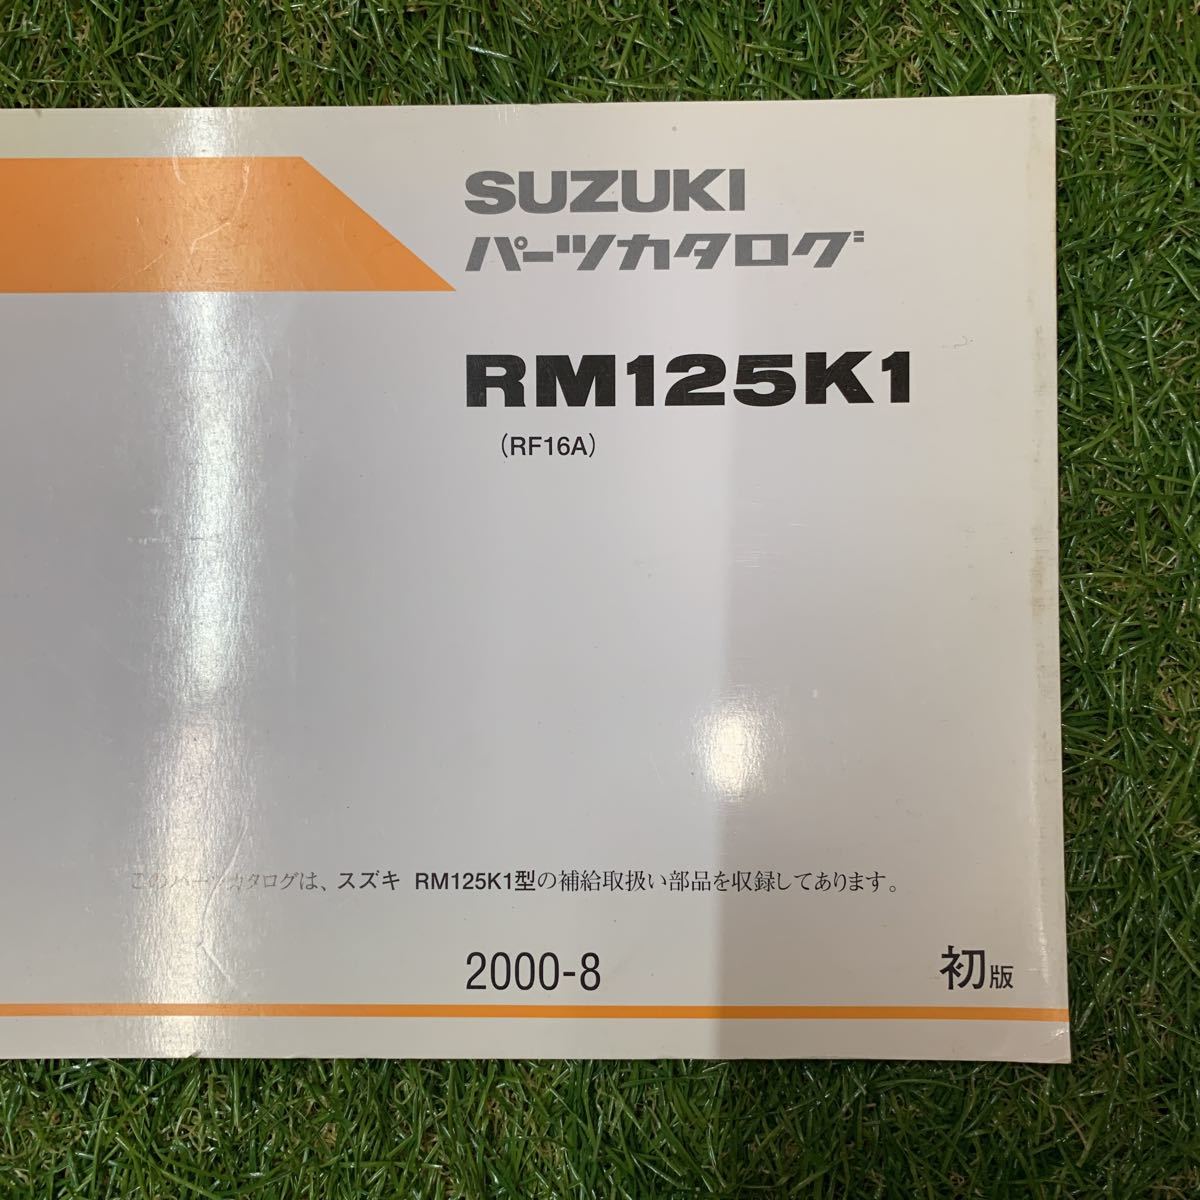 SUZUKI
パーツカタログ
RM125K1
(RF16A)
このパーツカタログは、スズキ RM125K1型の補給取扱い部品を収録してあります。
2000-8
初版